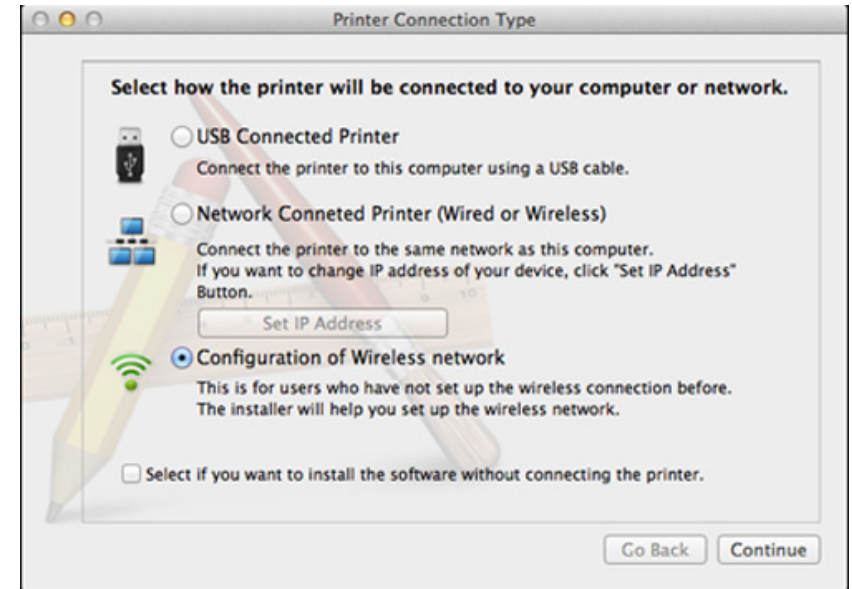 Printer Connection Type
Select how the printer will be connected to your computer or network.
USB Connected Printer
Connect the printer to this computer using a USB cable.
Network Conneted Printer (Wired or Wireless)
Connect the printer to the same network as this computer.
If you want to change IP address of your device, click "Set IP Address"
Button.
Set IP Address
Configuration of Wireless network
This is for users who have not set up the wireless connection before.
The installer will help you set up the wireless network.
Select if you want to install the software without connecting the printer.
Go Back Continue